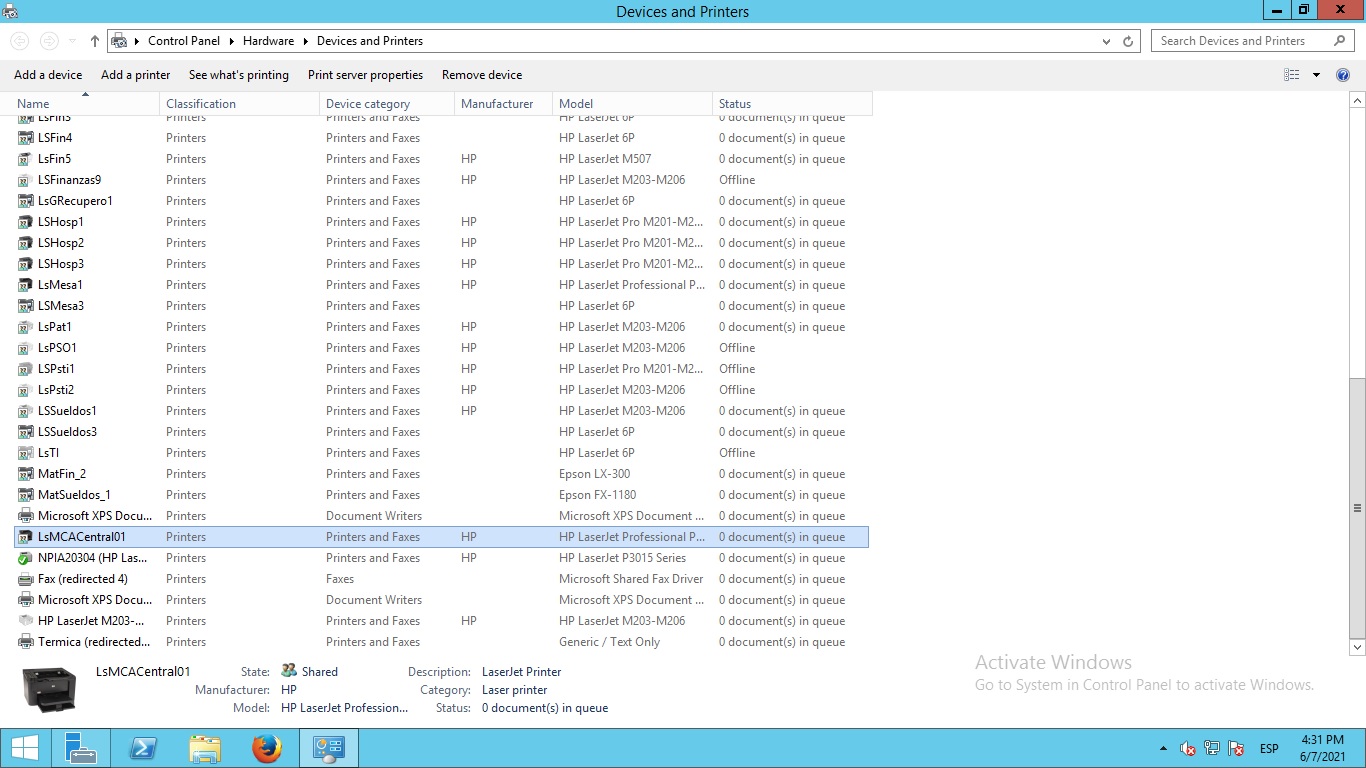 Devices and Printers
Control Panel Hardware Devices and Printers
Search Devices and Printers
Add a device Add a printer See what's printing Print server properties Remove device
Name Classification Device category Manufacturer Model Status
LSFin3 Printers Printers and Faxes HP LaserJet 6P 0 document(s) in queue
LSFin4 Printers Printers and Faxes HP LaserJet 6P 0 document(s) in queue
LsFin5 Printers Printers and Faxes HP HP LaserJet M507 0 document(s) in queue
LSFinanzas9 Printers Printers and Faxes HP HP LaserJet M203-M206 Offline
LsGRecupero1 Printers Printers and Faxes HP LaserJet 6P 0 document(s) in queue
LSHosp1 Printers Printers and Faxes HP HP LaserJet Pro M201-M2... 0 document(s) in queue
LSHosp2 Printers Printers and Faxes HP HP LaserJet Pro M201-M2... 0 document(s) in queue
LSHosp3 Printers Printers and Faxes HP HP LaserJet Pro M201-M2... 0 document(s) in queue
LsMesa1 Printers Printers and Faxes HP HP LaserJet Professional P... 0 document(s) in queue
LSMesa3 Printers Printers and Faxes HP LaserJet 6P 0 document(s) in queue
LsPat1 Printers Printers and Faxes HP HP LaserJet M203-M206 0 document(s) in queue
LsPSO1 Printers Printers and Faxes HP HP LaserJet M203-M206 Offline
LSPsti1 Printers Printers and Faxes HP HP LaserJet Pro M201-M2... Offline
LsPsti2 Printers Printers and Faxes HP HP LaserJet M203-M206 Offline
LSSueldos1 Printers Printers and Faxes HP HP LaserJet M203-M206 0 document(s) in queue
LSSueldos3 Printers Printers and Faxes HP LaserJet 6P 0 document(s) in queue
LsTI Printers Printers and Faxes HP LaserJet 6P Offline
MatFin_2 Printers Printers and Faxes Epson LX-300 0 document(s) in queue
MatSueldos_1 Printers Printers and Faxes Epson FX-1180 0 document(s) in queue
Microsoft XPS Docu... Printers Document Writers Microsoft XPS Document ... 0 document(s) in queue
LsMCACentral01 Printers Printers and Faxes HP HP LaserJet Professional P... 0 document(s) in queue
NPIA20304 (HP Las... Printers Printers and Faxes HP HP LaserJet P3015 Series 0 document(s) in queue
Fax (redirected 4) Printers Faxes Microsoft Shared Fax Driver 0 document(s) in queue
Microsoft XPS Docu... Printers Document Writers Microsoft XPS Document ... 0 document(s) in queue
HP LaserJet M203-... Printers Printers and Faxes HP HP LaserJet M203-M206 0 document(s) in queue
Termica (redirected... Printers Printers and Faxes Generic / Text Only 0 document(s) in queue
LsMCACentral01 State: Shared Description: LaserJet Printer
Manufacturer: HP Category: Laser printer
Model: HP LaserJet Profession... Status: 0 document(s) in queue
Activate Windows
Go to System in Control Panel to activate Windows.
ESP
4:31 PM
6/7/2021